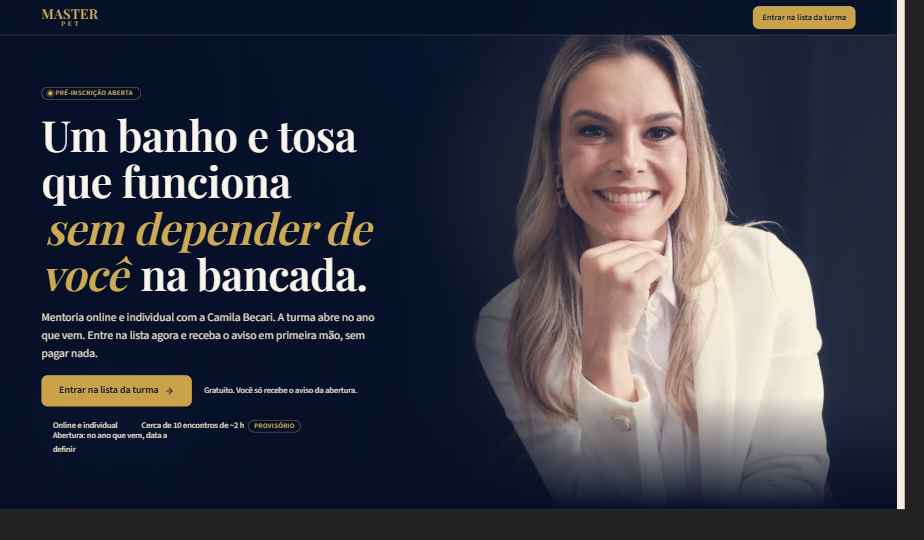 MASTER
PET
Entrar na lista da turma
PRÉ-INSCRIÇÃO ABERTA
Um banho e tosa
que funciona
sem depender de
você na bancada.
Mentoria online e individual com a Camila Becari. A turma abre no ano
que vem. Entre na lista agora e receba o aviso em primeira mão, sem
pagar nada.
Entrar na lista da turma →
Gratuito. Você só recebe o aviso da abertura.
Online e individual
Cerca de 10 encontros de ~2 h
PROVISÓRIO
Abertura: no ano que vem, data a
definir